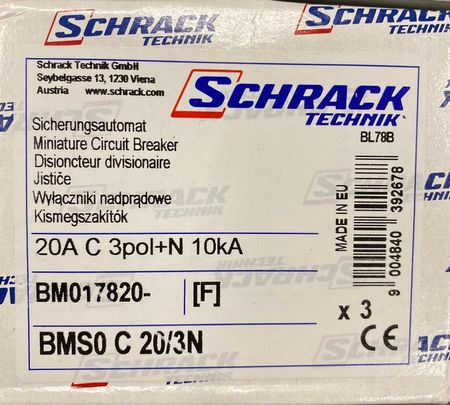 SCHRACK
TECHNIK
Schrack Technik GmbH
Seybelgasse 13, 1230 Viena
Austria www.schrack.com
SCHRACK
TECHNIK
BL78B
Sicherungsautomat
Miniature Circuit Breaker
Disioncteur divisionaire
Jističe
Wyłączniki nadprądowe
Kismegszakítók
20A C 3pol+N 10kA
BM017820- [F]
BMS0 C 20/3N
MADE IN EU
9 004840 392678
x 3
CE